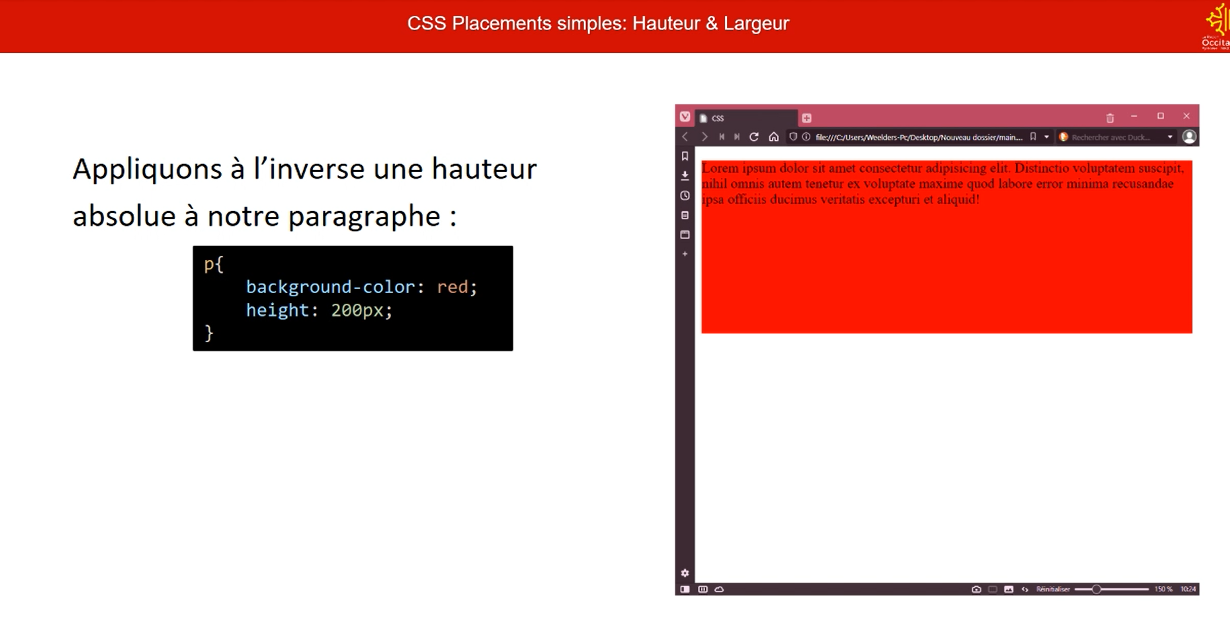 CSS Placements simples: Hauteur & Largeur
Occita
Appliquons à l’inverse une hauteur
absolue à notre paragraphe :
p{
background-color: red;
height: 200px;
}
CSS
file:///C:/Users/Weelders-Pc/Desktop/Nouveau dossier/main....
Rechercher avec Duck...
Lorem ipsum dolor sit amet consectetur adipisicing elit. Distinctio voluptatem suscipit,
nihil omnis autem tenetur ex voluptate maxime quod labore error minima recusandae
ipsa officiis ducimus veritatis excepturi et aliquid!
Réinitialiser 150 % 10:24